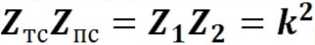 Z_тс Z_пс = Z_1 Z_2 = k^2